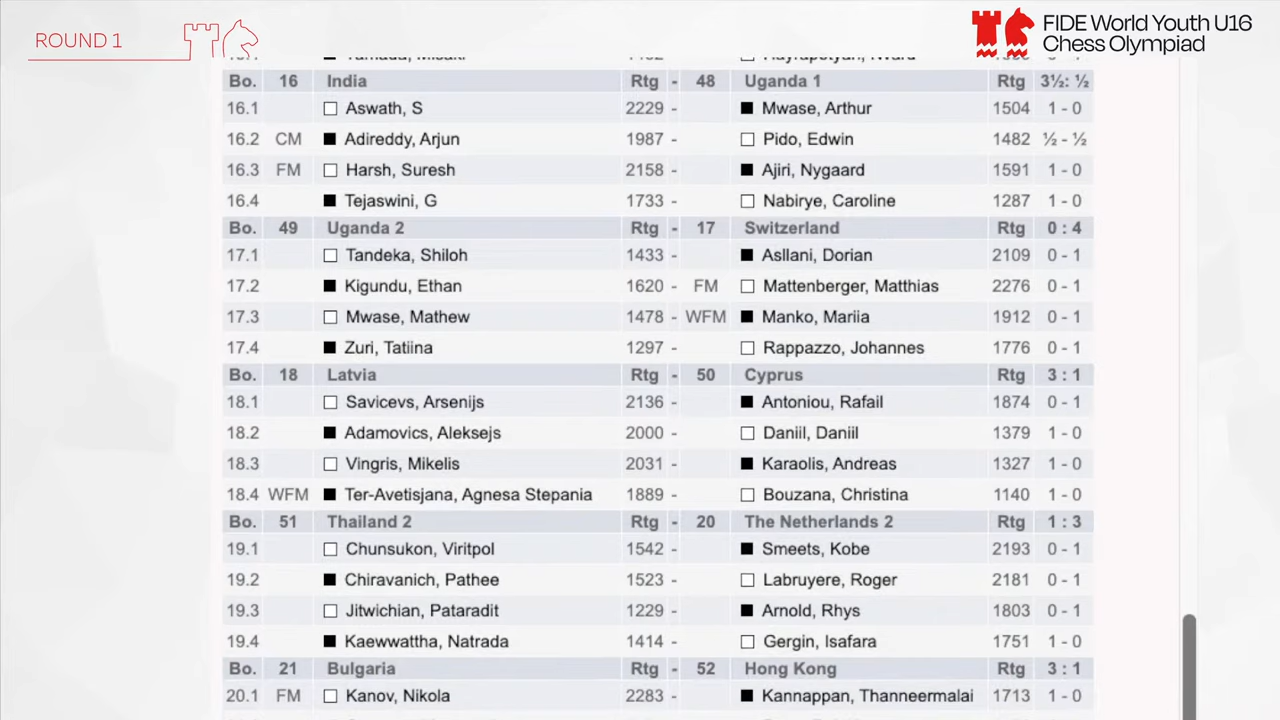 ROUND 1
FIDE World Youth U16
Chess Olympiad
Bo. 16 India Rtg - 48 Uganda 1 Rtg 3½: ½
16.1 Aswath, S 2229 - Mwase, Arthur 1504 1 - 0
16.2 CM Adireddy, Arjun 1987 - Pido, Edwin 1482 ½ - ½
16.3 FM Harsh, Suresh 2158 - Ajiri, Nygaard 1591 1 - 0
16.4 Tejaswini, G 1733 - Nabirye, Caroline 1287 1 - 0
Bo. 49 Uganda 2 Rtg - 17 Switzerland Rtg 0 : 4
17.1 Tandeka, Shiloh 1433 - Asllani, Dorian 2109 0 - 1
17.2 Kigundu, Ethan 1620 - FM Mattenberger, Matthias 2276 0 - 1
17.3 Mwase, Mathew 1478 - WFM Manko, Mariia 1912 0 - 1
17.4 Zuri, Tatiina 1297 - Rappazzo, Johannes 1776 0 - 1
Bo. 18 Latvia Rtg - 50 Cyprus Rtg 3 : 1
18.1 Savicevs, Arsenijs 2136 - Antoniou, Rafail 1874 0 - 1
18.2 Adamovics, Aleksejs 2000 - Daniil, Daniil 1379 1 - 0
18.3 Vingris, Mikelis 2031 - Karaolis, Andreas 1327 1 - 0
18.4 WFM Ter-Avetisjana, Agnesa Stepania 1889 - Bouzana, Christina 1140 1 - 0
Bo. 51 Thailand 2 Rtg - 20 The Netherlands 2 Rtg 1 : 3
19.1 Chunsukon, Viritpol 1542 - Smeets, Kobe 2193 0 - 1
19.2 Chiravanich, Pathee 1523 - Labruyere, Roger 2181 0 - 1
19.3 Jitwichian, Pataradit 1229 - Arnold, Rhys 1803 0 - 1
19.4 Kaewwattha, Natrada 1414 - Gergin, Isafara 1751 1 - 0
Bo. 21 Bulgaria Rtg - 52 Hong Kong Rtg 3 : 1
20.1 FM Kanov, Nikola 2283 - Kannappan, Thanneermalai 1713 1 - 0